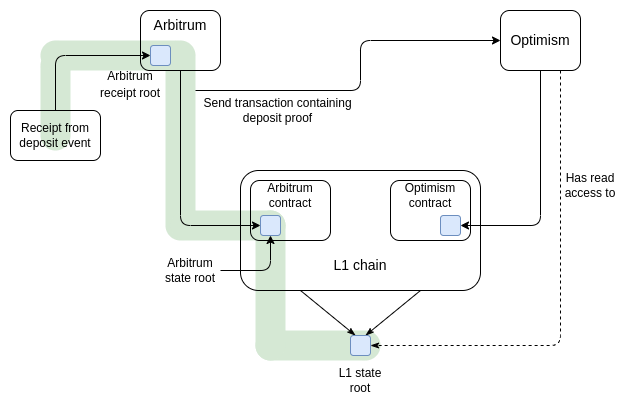 Arbitrum
Optimism
Arbitrum
receipt root
Send transaction containing
deposit proof
Receipt from
deposit event
Has read
access to
Arbitrum
contract
Optimism
contract
Arbitrum
state root
L1 chain
L1 state
root